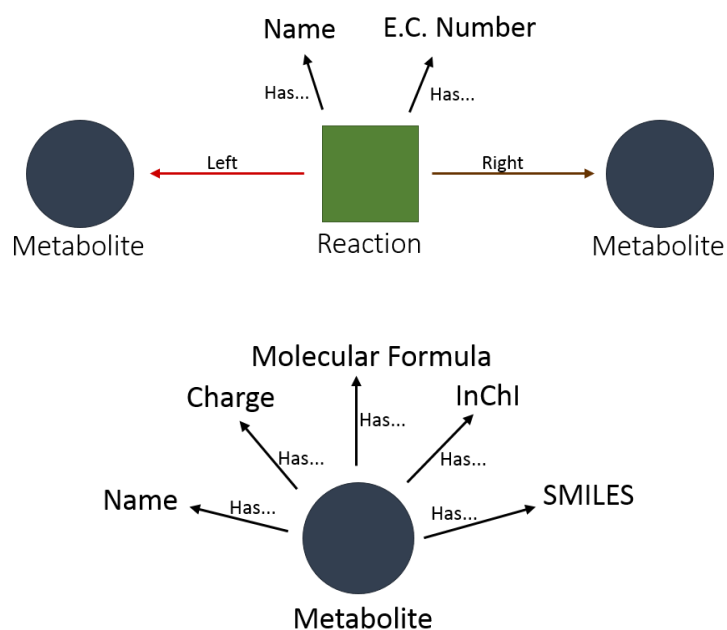 Name E.C. Number
Has... Has...
Left Right
Metabolite Reaction Metabolite
Molecular Formula
Charge InChI
Has...
Has... Has...
Name SMILES
Has... Has...
Metabolite